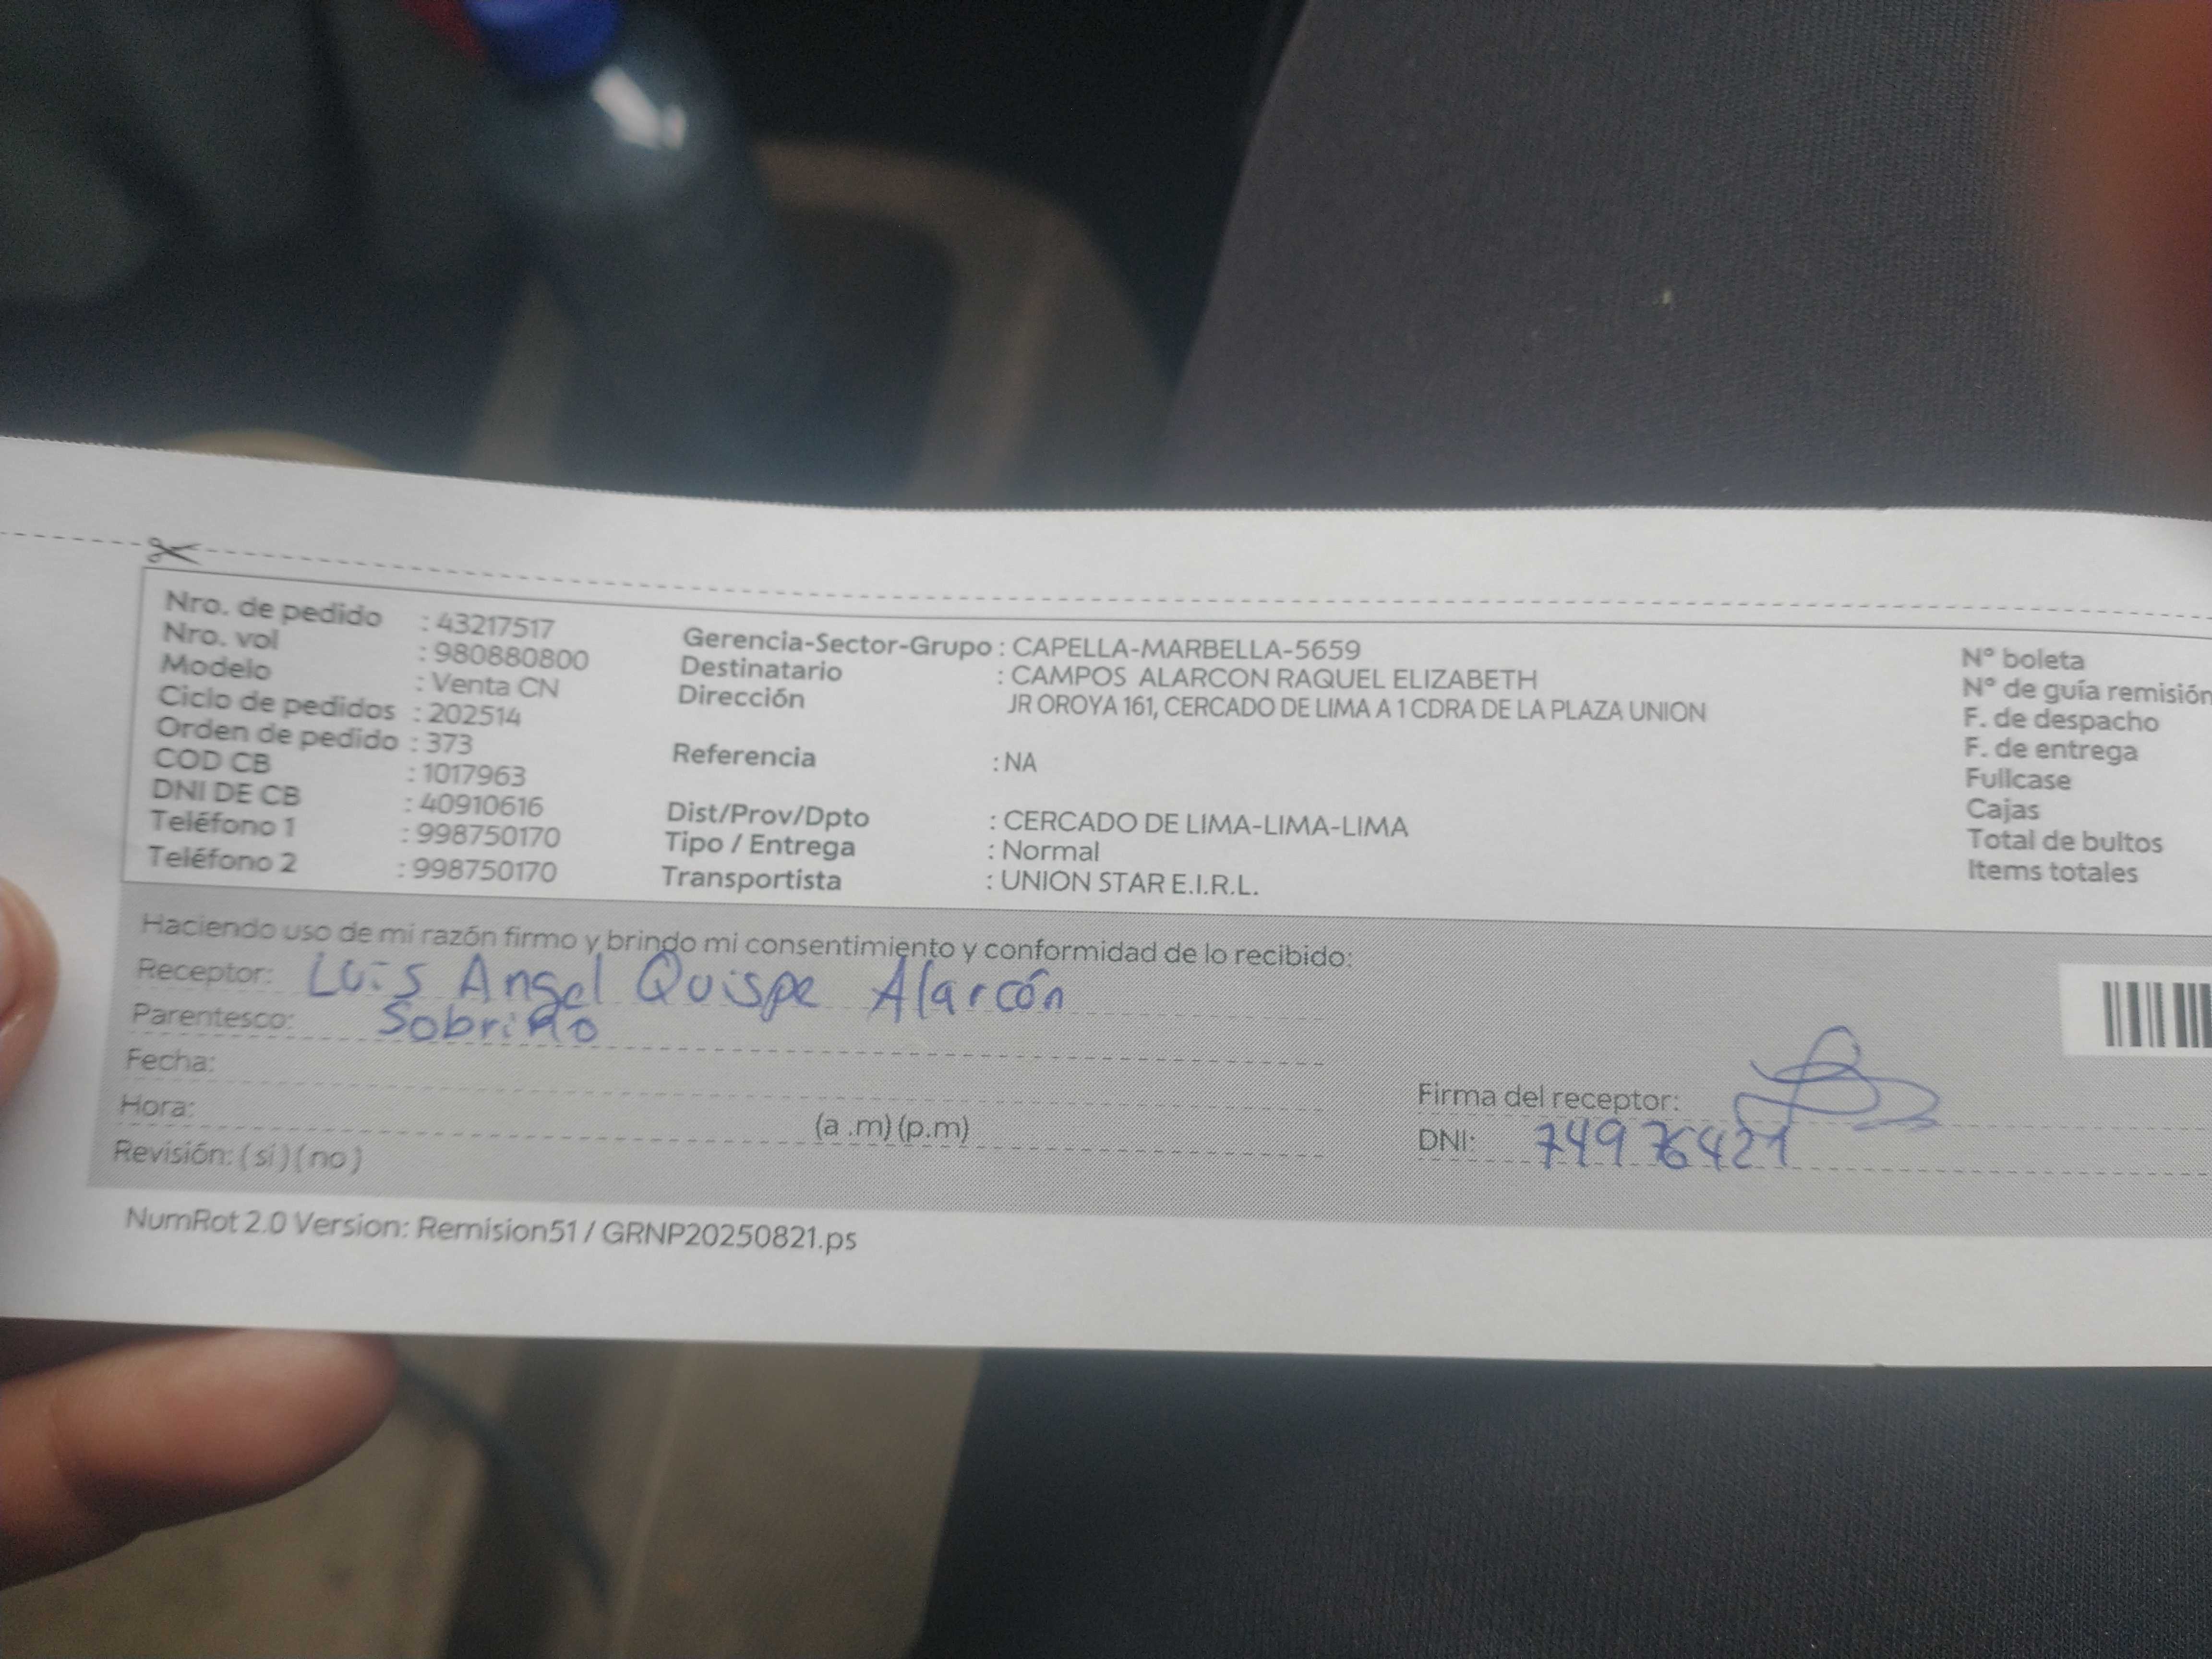 Nro. de pedido : 43217517
Nro. vol : 980880800
Modelo : Venta CN
Ciclo de pedidos : 202514
Orden de pedido : 373
COD CB : 1017963
DNI DE CB : 40910616
Teléfono 1 : 998750170
Teléfono 2 : 998750170
Gerencia-Sector-Grupo : CAPELLA-MARBELLA-5659
Destinatario : CAMPOS ALARCON RAQUEL ELIZABETH
Dirección JR OROYA 161, CERCADO DE LIMA A 1 CDRA DE LA PLAZA UNION
Referencia : NA
Dist/Prov/Dpto : CERCADO DE LIMA-LIMA-LIMA
Tipo / Entrega : Normal
Transportista : UNION STAR E.I.R.L.
N° boleta
N° de guía remisión
F. de despacho
F. de entrega
Fullcase
Cajas
Total de bultos
Items totales
Haciendo uso de mi razón firmo y brindo mi consentimiento y conformidad de lo recibido:
Receptor: Luis Angel Quispe Alarcón
Parentesco: Sobrino
Fecha:
Hora: (a .m) (p.m)
Revisión: ( si ) ( no )
Firma del receptor:
DNI: 74976421
NumRot 2.0 Version: Remision51 / GRNP20250821.ps